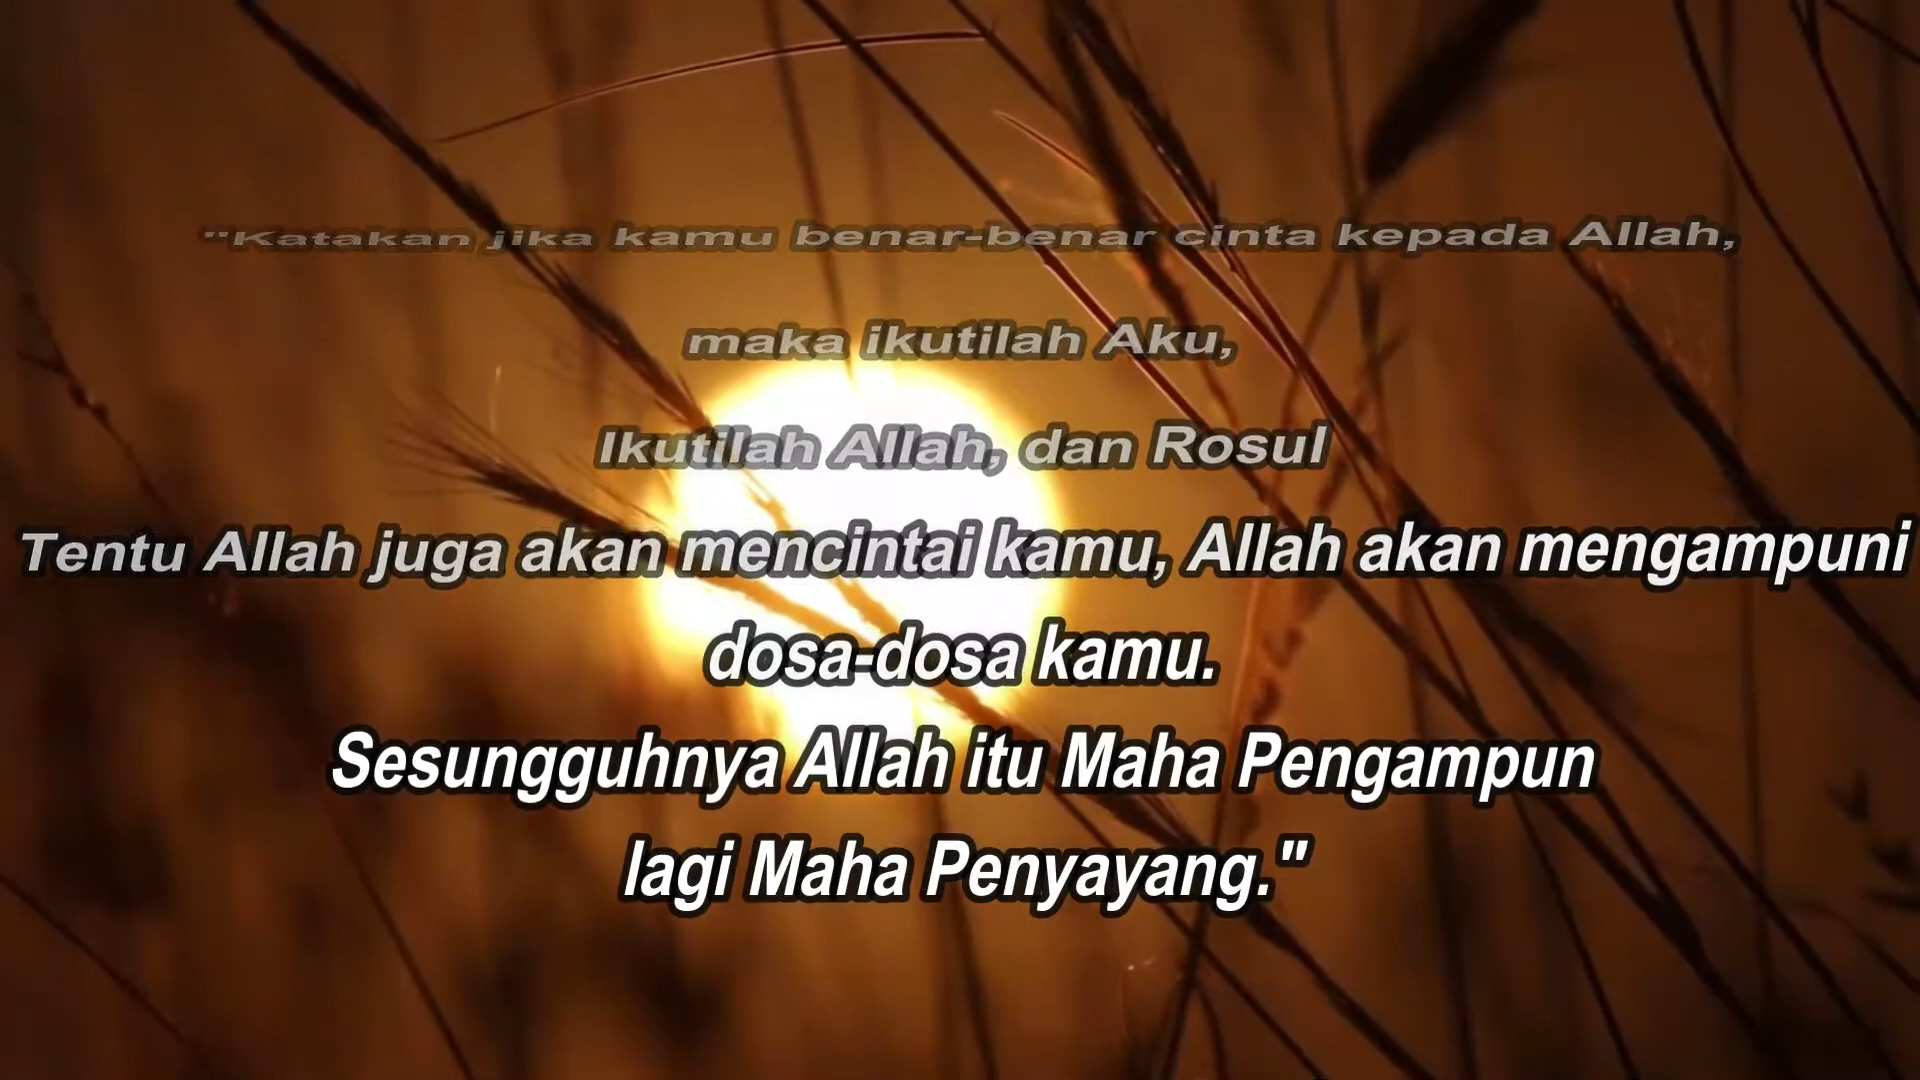 "Katakan jika kamu benar-benar cinta kepada Allah,
maka ikutilah Aku,
Ikutilah Allah, dan Rosul
Tentu Allah juga akan mencintai kamu, Allah akan mengampuni
dosa-dosa kamu.
Sesungguhnya Allah itu Maha Pengampun
lagi Maha Penyayang."